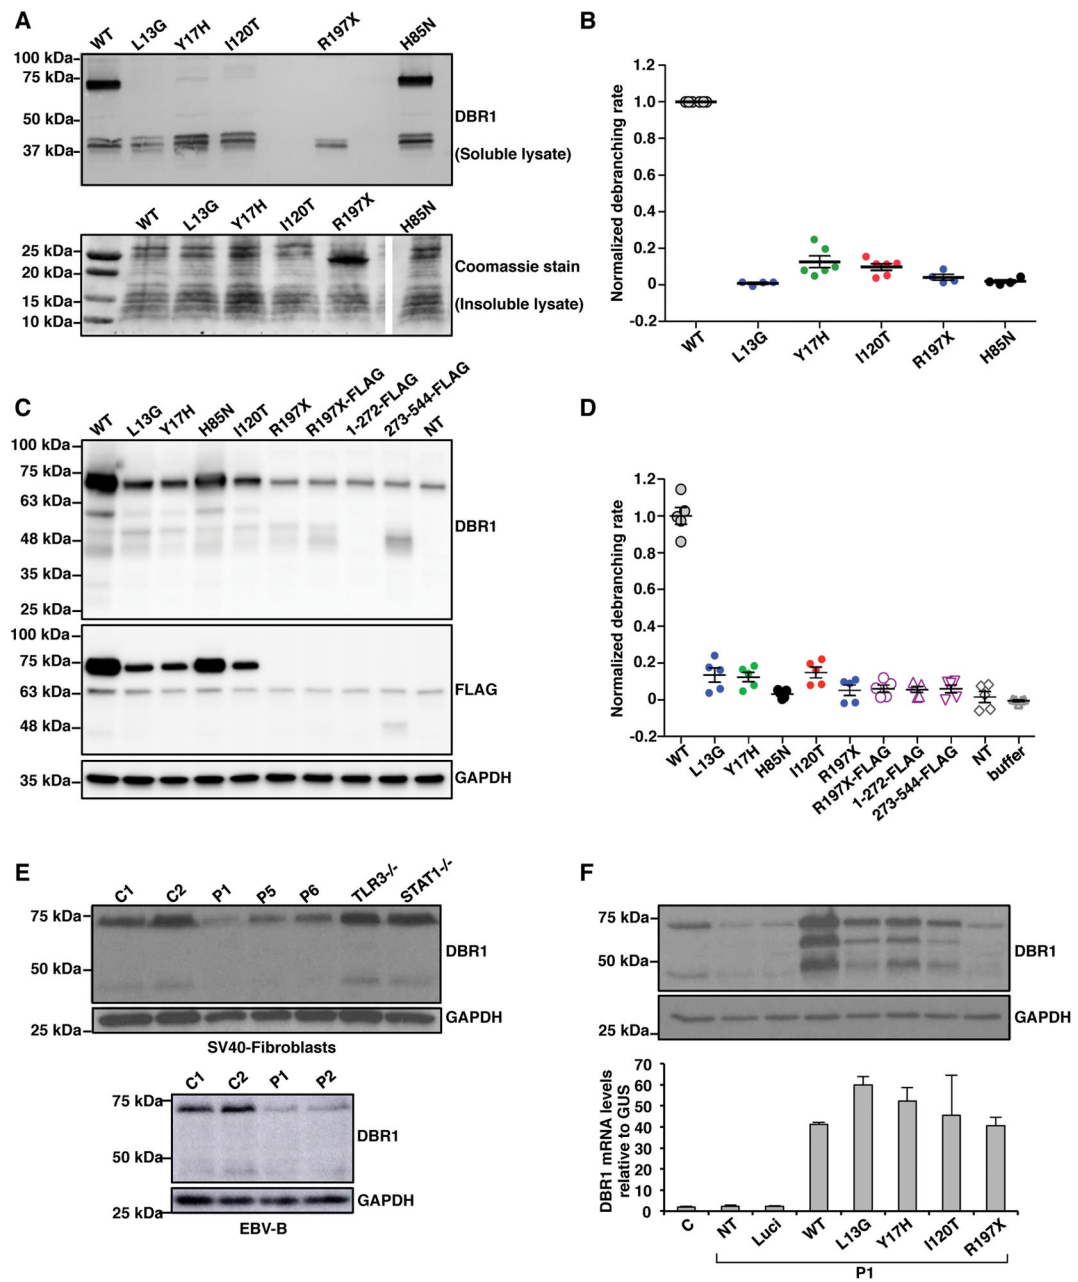 A
WT L13G Y17H I120T R197X H85N
100 kDa
75 kDa
50 kDa
37 kDa
DBR1
(Soluble lysate)
WT L13G Y17H I120T R197X H85N
25 kDa
20 kDa
15 kDa
10 kDa
Coomassie stain
(Insoluble lysate)
B
Normalized debranching rate
1.2
1.0
0.8
0.6
0.4
0.2
0
-0.2
WT L13G Y17H I120T R197X H85N
C
WT L13G Y17H H85N I120T R197X R197X-FLAG 1-272-FLAG 273-544-FLAG NT
100 kDa
75 kDa
63 kDa
48 kDa
35 kDa
25 kDa
DBR1
100 kDa
75 kDa
63 kDa
48 kDa
FLAG
35 kDa
GAPDH
D
Normalized debranching rate
1.2
1.0
0.8
0.6
0.4
0.2
0
-0.2
WT L13G Y17H H85N I120T R197X R197X-FLAG 1-272-FLAG 273-544-FLAG NT buffer
E
C1 C2 P1 P5 P6 TLR3-/- STAT1-/-
75 kDa
50 kDa
DBR1
25 kDa
GAPDH
SV40-Fibroblasts
C1 C2 P1 P2
75 kDa
50 kDa
DBR1
25 kDa
GAPDH
EBV-B
F
75 kDa
50 kDa
DBR1
25 kDa
GAPDH
DBR1 mRNA levels
relative to GUS
70
60
50
40
30
20
10
0
C NT Luci WT L13G Y17H I120T R197X
P1